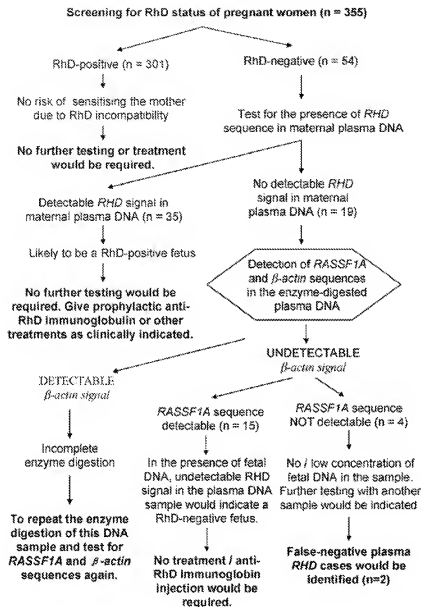 Screening for RhD status of pregnant women (n = 355)
RhD-positive (n = 301)
RhD-negative (n = 54)
No risk of sensitising the mother
due to RhD incompatibility
Test for the presence of RHD
sequence in maternal plasma DNA
No further testing or treatment
would be required.
Detectable RHD signal in
maternal plasma DNA (n = 35)
No detectable RHD
signal in maternal
plasma DNA (n = 19)
Likely to be a RhD-positive fetus
Detection of RASSF1A
and β-actin sequences
in the enzyme-digested
plasma DNA
No further testing would be
required. Give prophylactic anti-
RhD immunoglobulin or other
treatments as clinically indicated.
UNDETECTABLE
β-actin signal
DETECTABLE
β-actin signal
RASSF1A sequence
detectable (n = 15)
RASSF1A sequence
NOT detectable (n = 4)
Incomplete
enzyme digestion
In the presence of fetal
DNA, undetectable RHD
signal in the plasma DNA
sample would indicate a
RhD-negative fetus.
No / low concentration of
fetal DNA in the sample.
Further testing with another
sample would be indicated
To repeat the enzyme
digestion of this DNA
sample and test for
RASSF1A and β-actin
sequences again.
No treatment / anti-
RhD immunoglobin
injection would be
required.
False-negative plasma
RHD cases would be
identified (n=2)